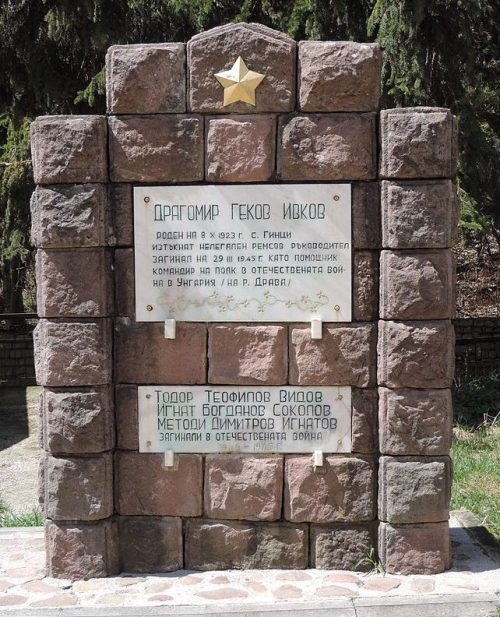 ДРАГОМИР ГЕКОВ ИВКОВ
РОДЕН НА 8 X 1923 Г. С. ГИНЦИ
ИЗТЪКНАТ НЕЛЕГАЛЕН РЕМСОВ РЪКОВОДИТЕЛ
ЗАГИНАЛ НА 29 III 1945 Г. КАТО ПОМОЩНИК
КОМАНДИР НА ПОЛК В ОТЕЧЕСТВЕНАТА ВОЙ-
НА В УНГАРИЯ /НА Р. ДРАВА/
ТОДОР ТЕОФИЛОВ ВИДОВ
ИГНАТ БОГДАНОВ СОКОЛОВ
МЕТОДИ ДИМИТРОВ ИГНАТОВ
ЗАГИНАЛИ В ОТЕЧЕСТВЕНАТА ВОЙНА